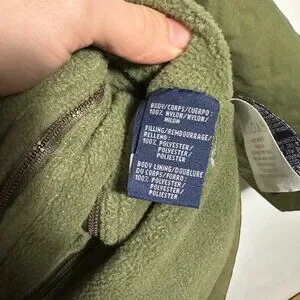 BODY/CORPS/CUERPO:
100% NYLON/NYLON/
NILON
FILLING/REMBOURRAGE/
RELLENO:
100% POLYESTER/
POLYESTER/
POLIESTER
BODY LINING/DOUBLURE
DU CORPS/FORRO:
100% POLYESTER/
POLYESTER/
POLIESTER